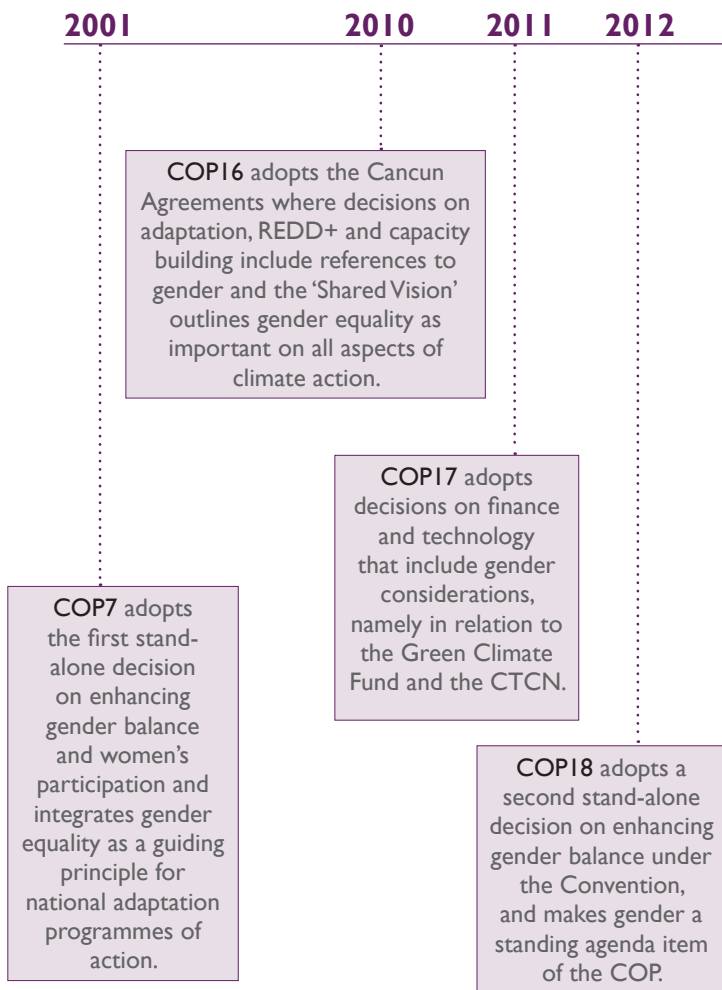 2001 2010 2011 2012
COP16 adopts the Cancun
Agreements where decisions on
adaptation, REDD+ and capacity
building include references to
gender and the ‘Shared Vision’
outlines gender equality as
important on all aspects of
climate action.
COP17 adopts
decisions on finance
and technology
that include gender
considerations,
namely in relation to
the Green Climate
Fund and the CTCN.
COP7 adopts
the first stand-
alone decision
on enhancing
gender balance
and women’s
participation and
integrates gender
equality as a guiding
principle for
national adaptation
programmes of
action.
COP18 adopts a
second stand-alone
decision on enhancing
gender balance under
the Convention,
and makes gender a
standing agenda item
of the COP.